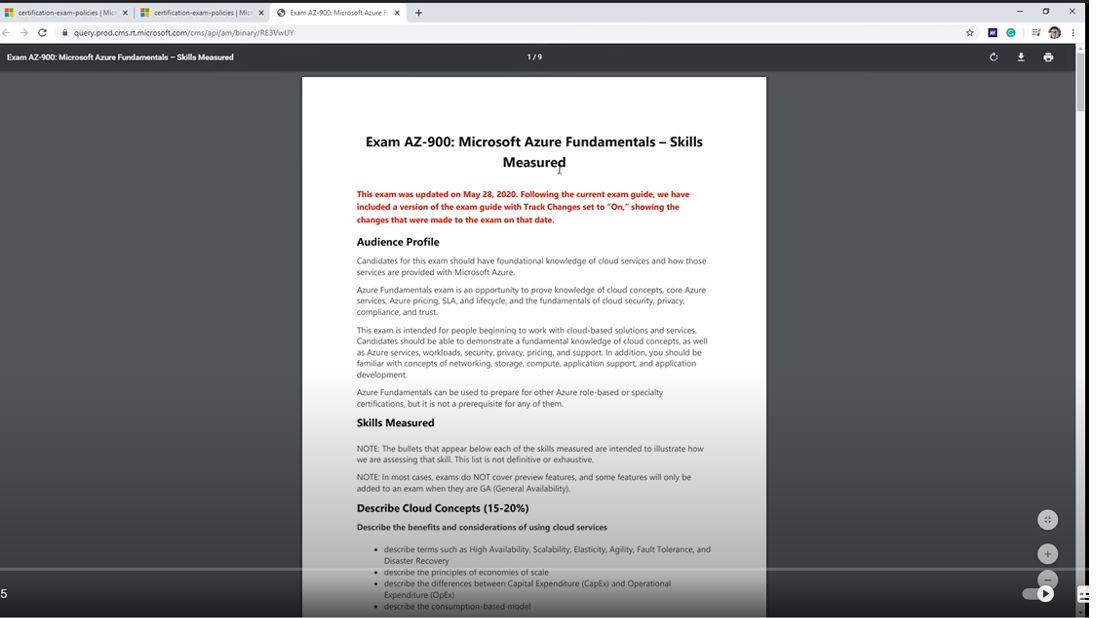 certification-exam-policies | Mic
certification-exam-policies | Mic
Exam AZ-900: Microsoft Azure F
query.prod.cms.rt.microsoft.com/cms/api/am/binary/RE3VwUY
Exam AZ-900: Microsoft Azure Fundamentals – Skills Measured
1 / 9
Exam AZ-900: Microsoft Azure Fundamentals – Skills
Measured
This exam was updated on May 28, 2020. Following the current exam guide, we have
included a version of the exam guide with Track Changes set to "On," showing the
changes that were made to the exam on that date.
Audience Profile
Candidates for this exam should have foundational knowledge of cloud services and how those
services are provided with Microsoft Azure.
Azure Fundamentals exam is an opportunity to prove knowledge of cloud concepts, core Azure
services, Azure pricing, SLA, and lifecycle, and the fundamentals of cloud security, privacy,
compliance, and trust.
This exam is intended for people beginning to work with cloud-based solutions and services.
Candidates should be able to demonstrate a fundamental knowledge of cloud concepts, as well
as Azure services, workloads, security, privacy, pricing, and support. In addition, you should be
familiar with concepts of networking, storage, compute, application support, and application
development.
Azure Fundamentals can be used to prepare for other Azure role-based or specialty
certifications, but it is not a prerequisite for any of them.
Skills Measured
NOTE: The bullets that appear below each of the skills measured are intended to illustrate how
we are assessing that skill. This list is not definitive or exhaustive.
NOTE: In most cases, exams do NOT cover preview features, and some features will only be
added to an exam when they are GA (General Availability).
Describe Cloud Concepts (15-20%)
Describe the benefits and considerations of using cloud services
• describe terms such as High Availability, Scalability, Elasticity, Agility, Fault Tolerance, and
Disaster Recovery
• describe the principles of economies of scale
• describe the differences between Capital Expenditure (CapEx) and Operational
Expenditure (OpEx)
• describe the consumption-based model
5